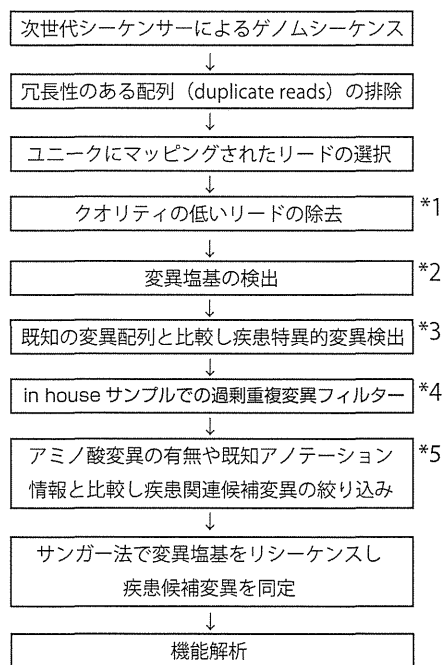 次世代シーケンサーによるゲノムシーケンス
↓
冗長性のある配列（duplicate reads）の排除
↓
ユニークにマッピングされたリードの選択
↓
クオリティの低いリードの除去 *1
↓
変異塩基の検出 *2
↓
既知の変異配列と比較し疾患特異的変異検出 *3
↓
in house サンプルでの過剰重複変異フィルター *4
↓
アミノ酸変異の有無や既知アノテーション *5
情報と比較し疾患関連候補変異の絞り込み
↓
サンガー法で変異塩基をリシーケンスし
疾患候補変異を同定
↓
機能解析